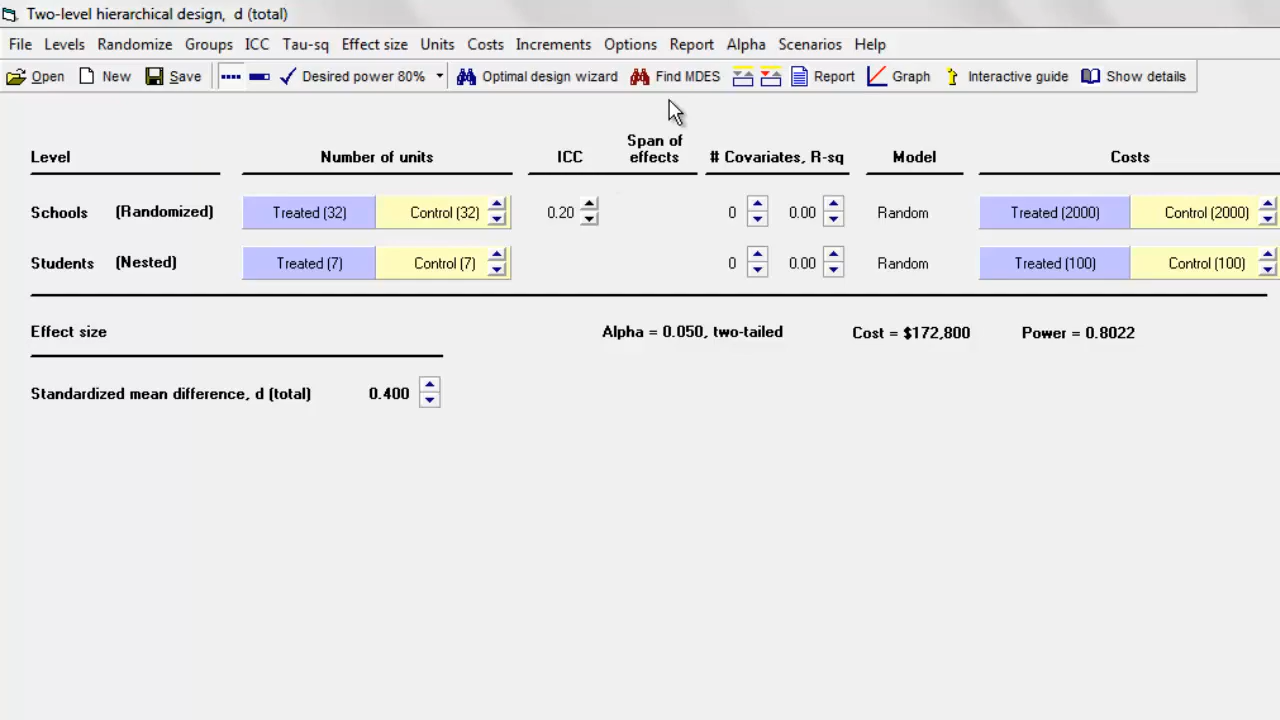 Two-level hierarchical design, d (total)
File Levels Randomize Groups ICC Tau-sq Effect size Units Costs Increments Options Report Alpha Scenarios Help
Open New Save Desired power 80% Optimal design wizard Find MDES Report Graph Interactive guide Show details
Level Number of units ICC Span of effects # Covariates, R-sq Model Costs
Schools (Randomized) Treated (32) Control (32) 0.20 0 0.00 Random Treated (2000) Control (2000)
Students (Nested) Treated (7) Control (7) 0 0.00 Random Treated (100) Control (100)
Effect size Alpha = 0.050, two-tailed Cost = $172,800 Power = 0.8022
Standardized mean difference, d (total) 0.400